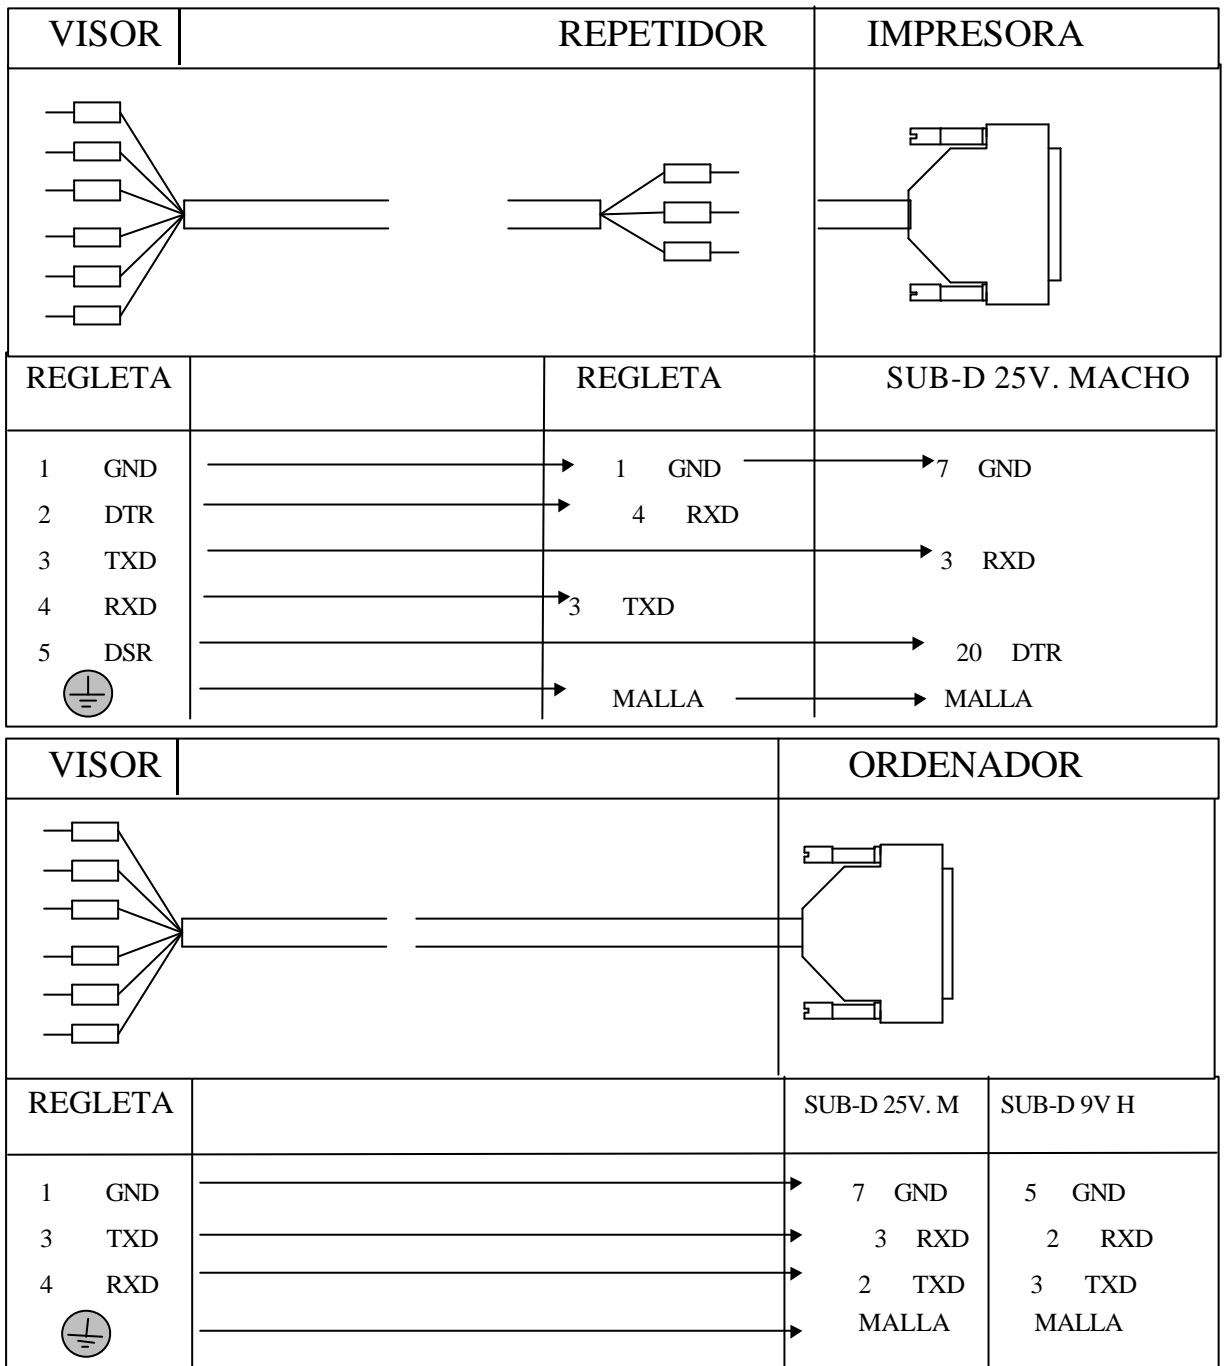 VISOR REPETIDOR IMPRESORA
REGLETA REGLETA SUB-D 25V. MACHO
1 GND 1 GND 7 GND
2 DTR 4 RXD
3 TXD 3 RXD
4 RXD 3 TXD
5 DSR 20 DTR
MALLA MALLA
VISOR ORDENADOR
REGLETA SUB-D 25V. M SUB-D 9V H
1 GND 7 GND 5 GND
3 TXD 3 RXD 2 RXD
4 RXD 2 TXD 3 TXD
MALLA MALLA